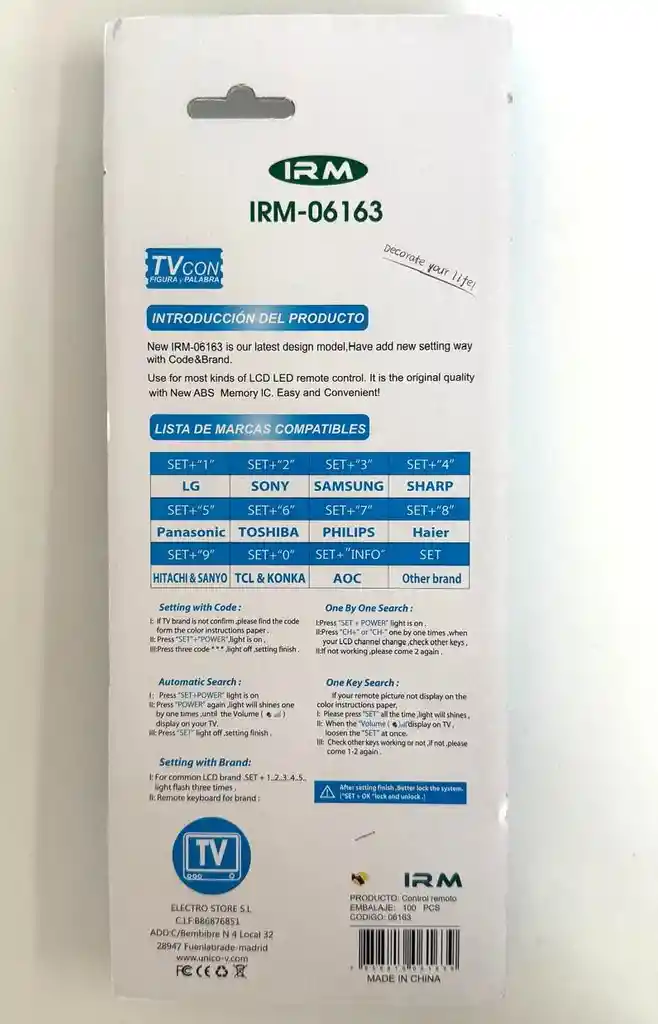 IRM
IRM-06163
TVCON
FIGURA y PALABRA
Decorate your life!
INTRODUCCIÓN DEL PRODUCTO
New IRM-06163 is our latest design model,Have add new setting way
with Code&Brand.
Use for most kinds of LCD LED remote control. It is the original quality
with New ABS Memory IC. Easy and Convenient!
LISTA DE MARCAS COMPATIBLES
SET+"1" SET+"2" SET+"3" SET+"4"
LG SONY SAMSUNG SHARP
SET+"5" SET+"6" SET+"7" SET+"8"
Panasonic TOSHIBA PHILIPS Haier
SET+"9" SET+"0" SET+"INFO" SET
HITACHI & SANYO TCL & KONKA AOC Other brand
Setting with Code :
I: If TV brand is not confirm ,please find the code
form the color instructions paper .
II: Press "SET"+"POWER",light is on .
III:Press three code * * * ,light off ,setting finish .
One By One Search :
I:Press "SET + POWER" light is on .
II:Press "CH+" or "CH-" one by one times ,when
your LCD channel change ,check other keys ,
II:If not working ,please come 2 again .
Automatic Search :
I: Press "SET+POWER" light is on
II: Press "POWER" again ,light will shines one
by one times ,until the Volume ( )
display on your TV.
III: Press "SET" light off .setting finish .
One Key Search :
If your remote picture not display on the
color instructions paper,
I: Please press "SET" all the time ,light will shines ,
II: When the "Volume ( ) display on TV ,
loosen the "SET" at once.
III: Check other keys working or not ,if not ,please
come 1-2 again .
Setting with Brand:
I: For common LCD brand .SET + 1..2..3..4..5..
light flash three times .
II: Remote keyboard for brand :
After setting finish .Better lock the system.
("SET + OK "lock and unlock .)
TV
ELECTRO STORE S.L
C.I.F:B86876851
ADD:C/Bembibre N 4 Local 32
28947 Fuenlabrade-madrid
www.unico-v.com
FC CE
IRM
PRODUCTO: Control remoto
EMBALAJE: 100 PCS
CODIGO: 06163
MADE IN CHINA